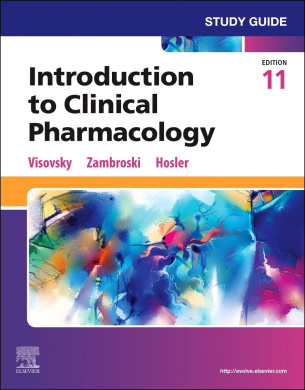 STUDY GUIDE
Introduction
to Clinical
Pharmacology
EDITION
11
Visovsky Zambroski Hosler
ELSEVIER
http://evolve.elsevier.com